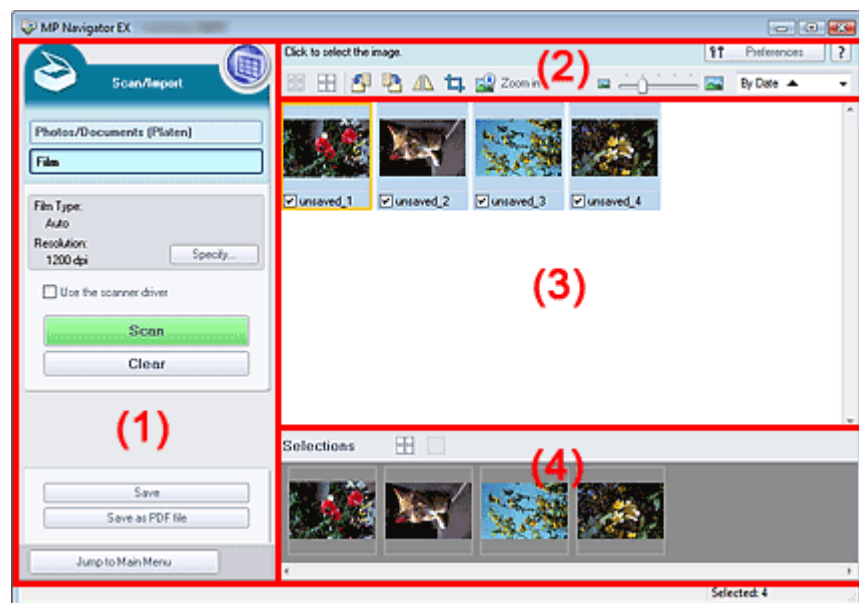 MP Navigator EX
Scan/Import
Photos/Documents (Platen)
Film
Film Type:
Auto
Resolution:
1200 dpi
Specify...
Use the scanner driver
Scan
Clear
(1)
Save
Save as PDF file
Jump to Main Menu
Click to select the image.
Preferences
?
Zoom in
(2)
By Date
unsaved_1
unsaved_2
unsaved_3
unsaved_4
(3)
Selections
(4)
Selected: 4